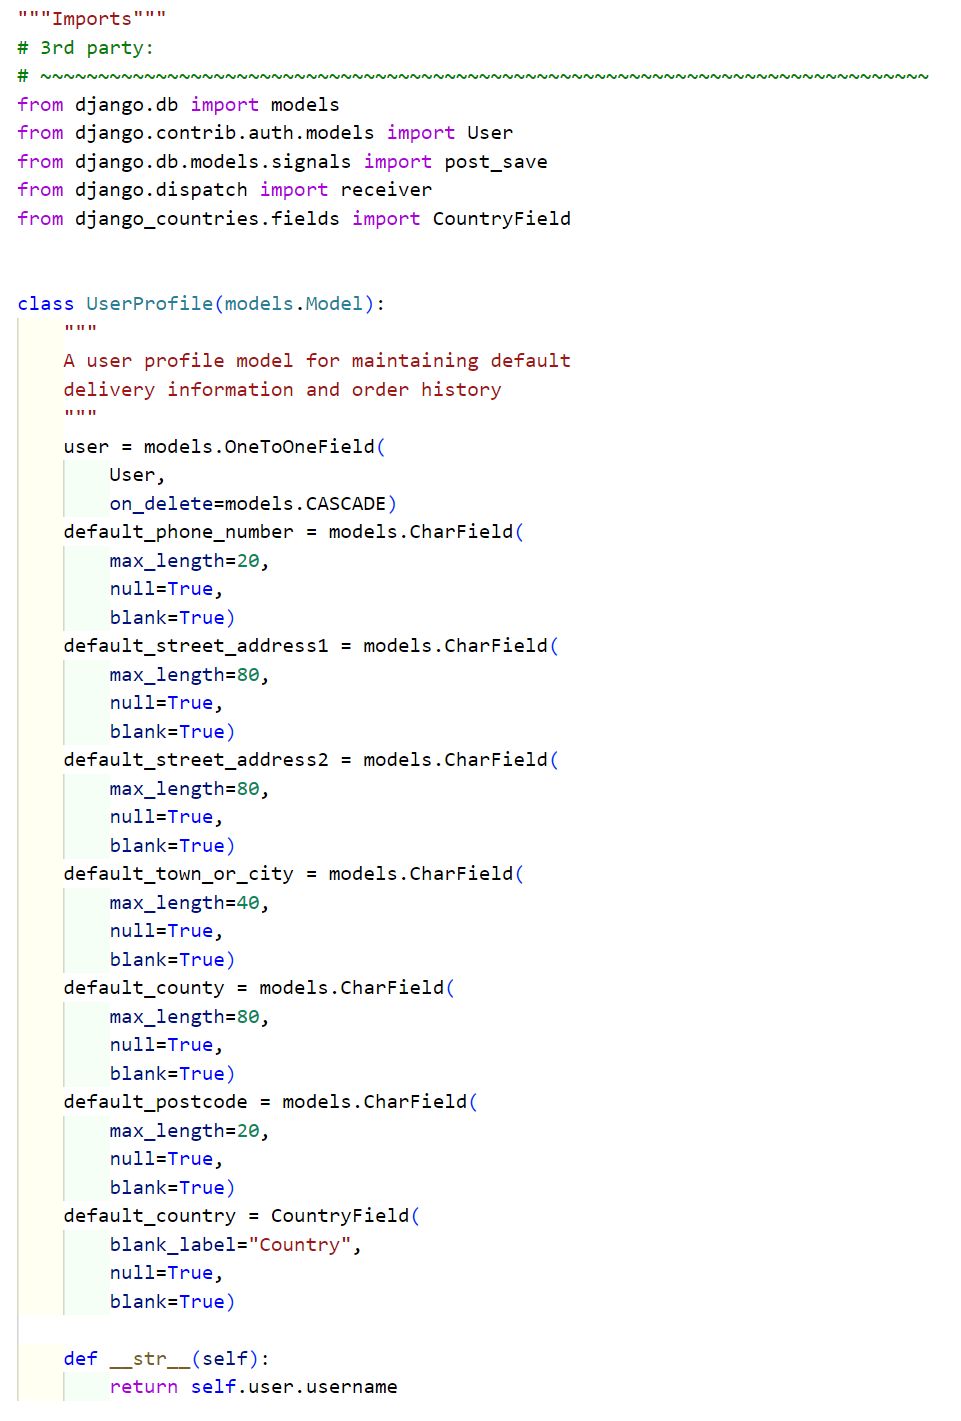 """Imports"""
# 3rd party:
# ~~~~~~~~~~~~~~~~~~~~~~~~~~~~~~~~~~~~~~~~~~~~~~~~~~~~~~~~~~~~~~~~~~~~~~~~~~~~~
from django.db import models
from django.contrib.auth.models import User
from django.db.models.signals import post_save
from django.dispatch import receiver
from django_countries.fields import CountryField


class UserProfile(models.Model):
    """
    A user profile model for maintaining default
    delivery information and order history
    """
    user = models.OneToOneField(
        User,
        on_delete=models.CASCADE)
    default_phone_number = models.CharField(
        max_length=20,
        null=True,
        blank=True)
    default_street_address1 = models.CharField(
        max_length=80,
        null=True,
        blank=True)
    default_street_address2 = models.CharField(
        max_length=80,
        null=True,
        blank=True)
    default_town_or_city = models.CharField(
        max_length=40,
        null=True,
        blank=True)
    default_county = models.CharField(
        max_length=80,
        null=True,
        blank=True)
    default_postcode = models.CharField(
        max_length=20,
        null=True,
        blank=True)
    default_country = CountryField(
        blank_label="Country",
        null=True,
        blank=True)

    def __str__(self):
        return self.user.username